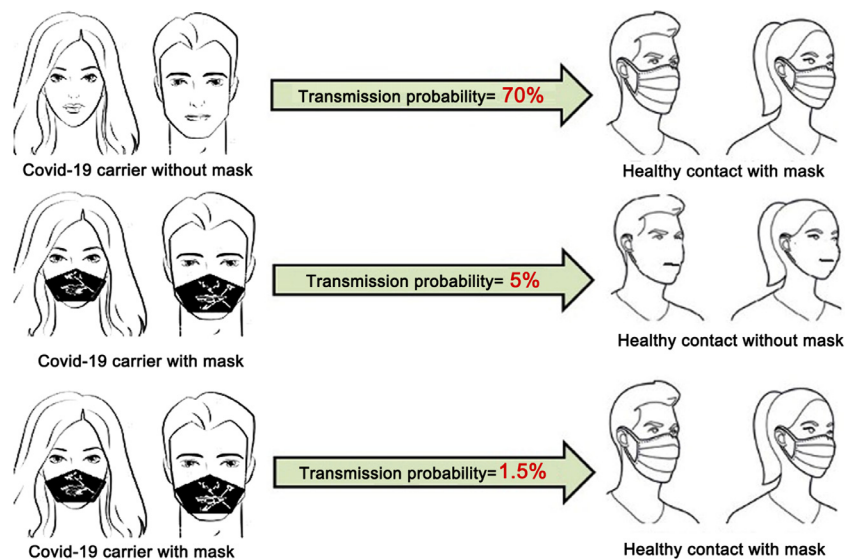 Transmission probability= 70%
Covid-19 carrier without mask
Healthy contact with mask
Transmission probability= 5%
Covid-19 carrier with mask
Healthy contact without mask
Transmission probability= 1.5%
Covid-19 carrier with mask
Healthy contact with mask